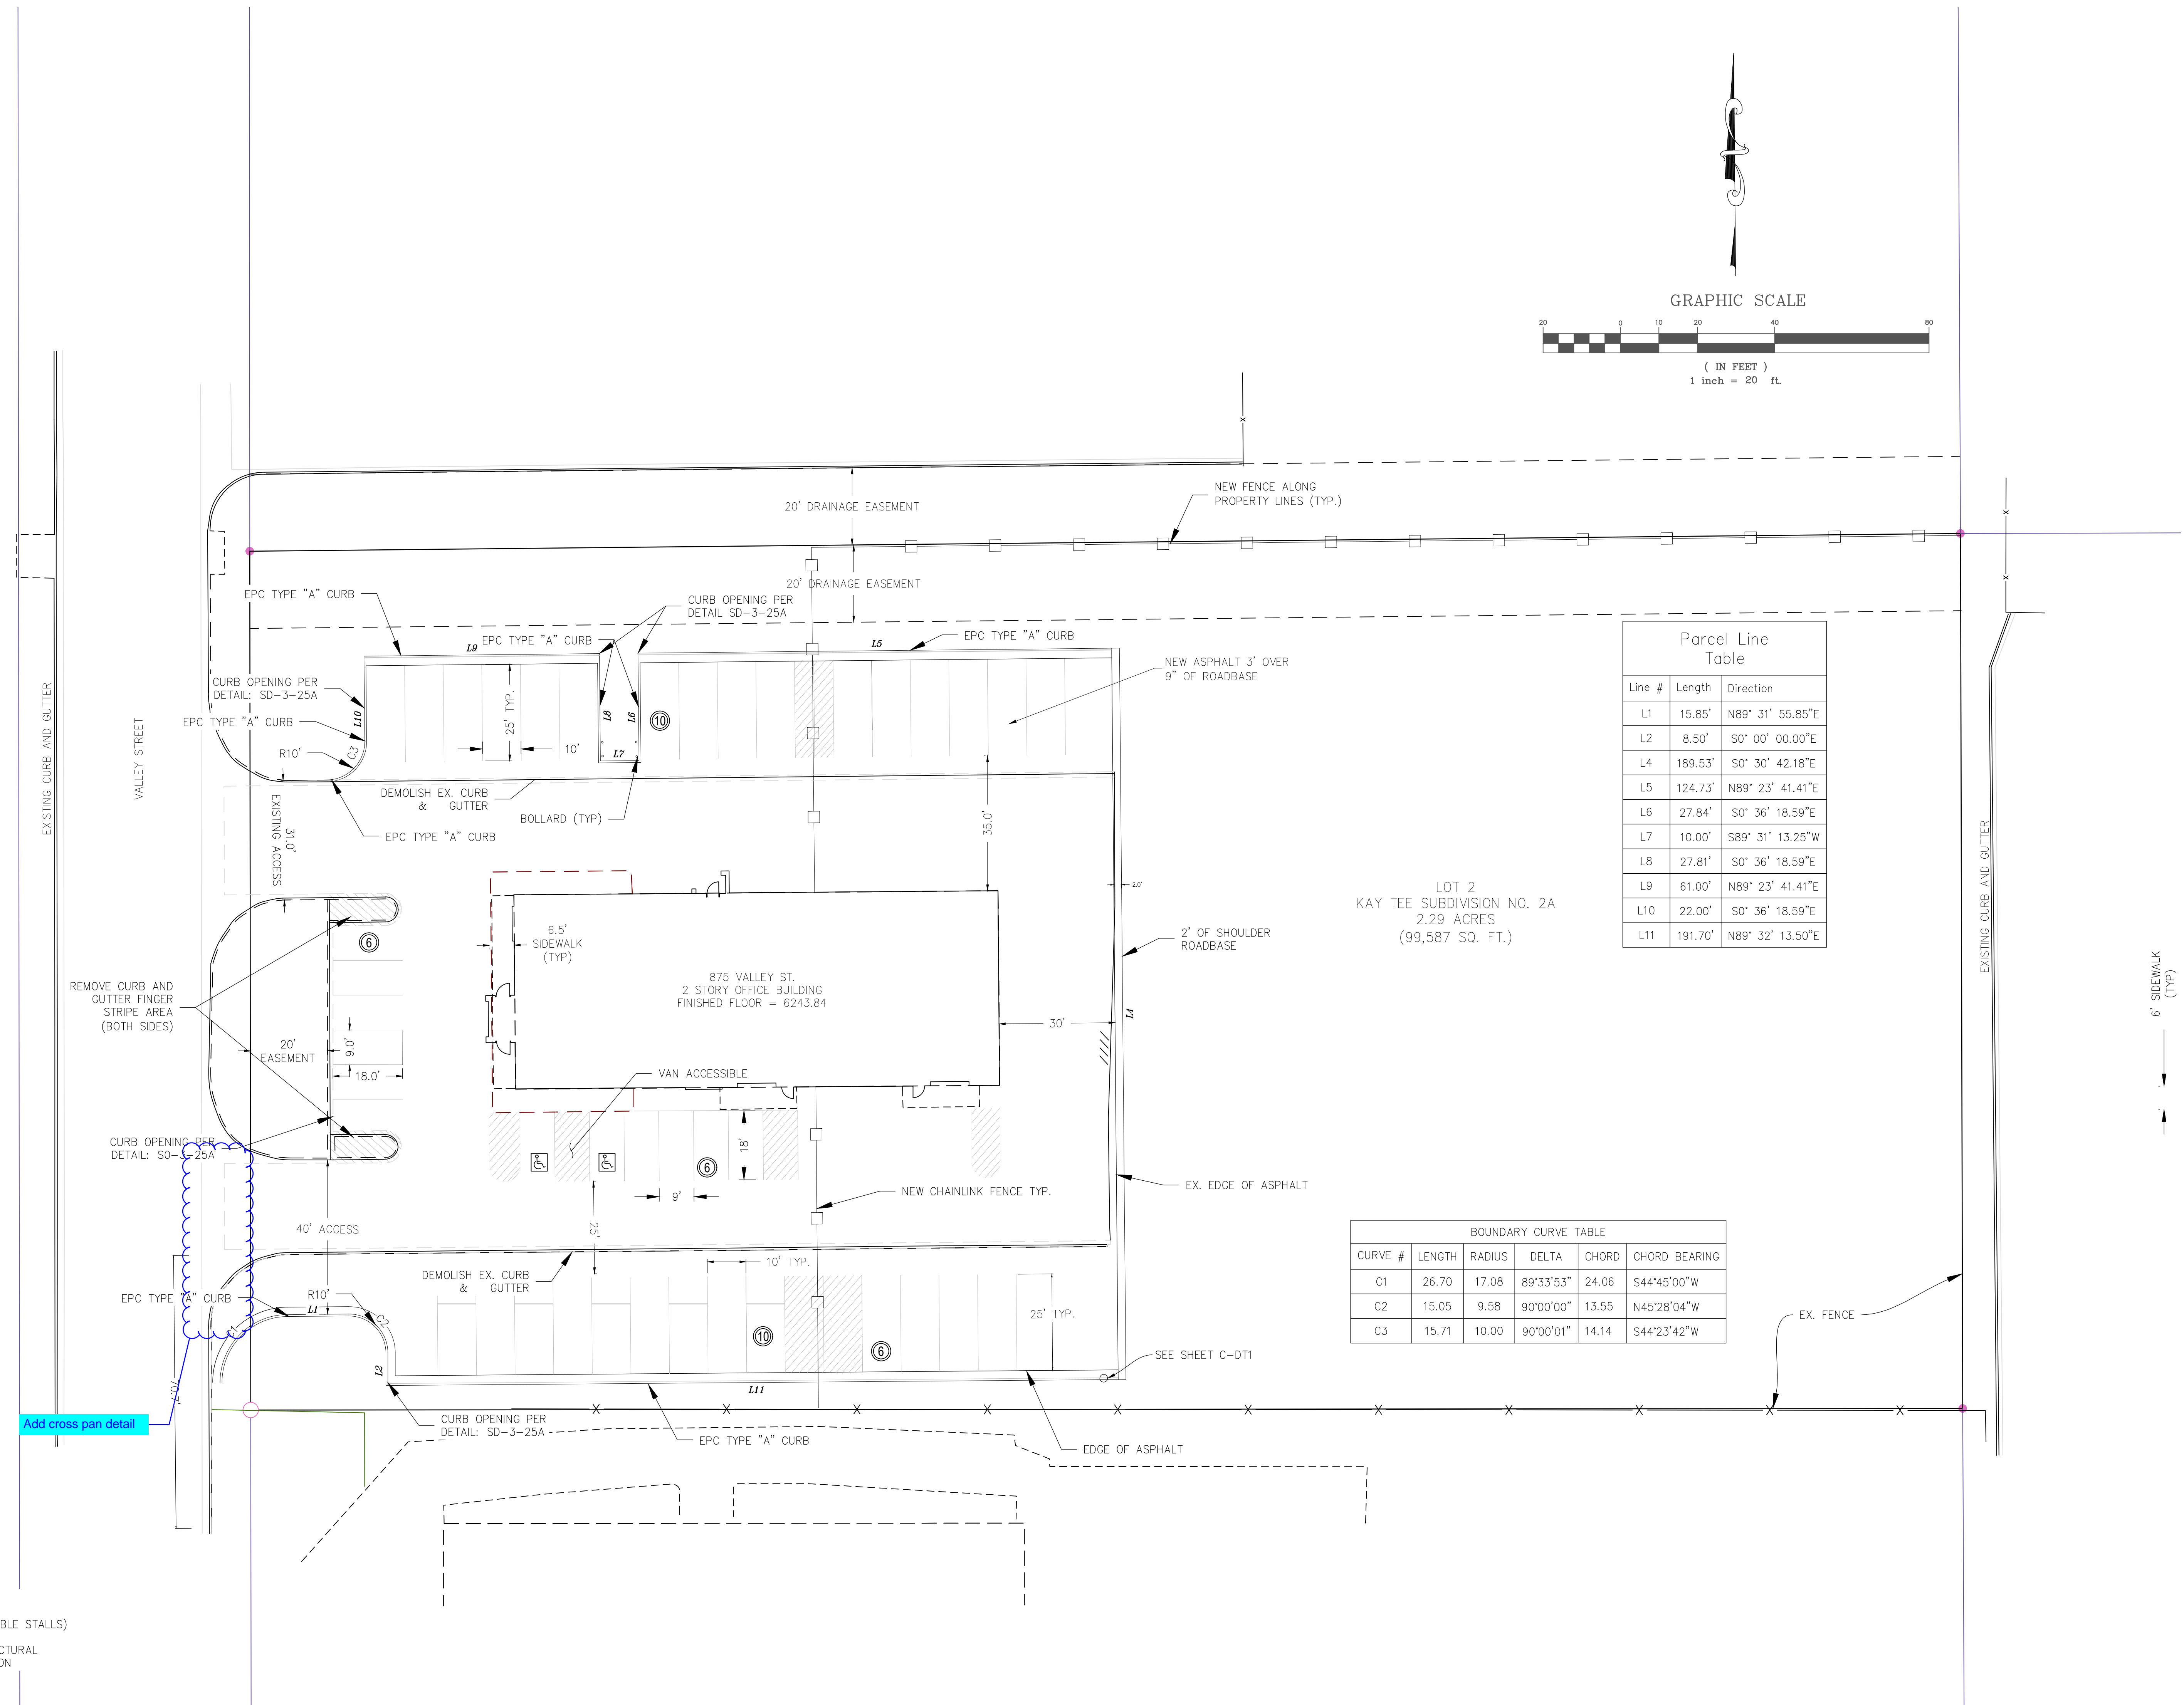 GRAPHIC SCALE
20 0 10 20 40 80
( IN FEET )
1 inch = 20 ft.
20' DRAINAGE EASEMENT
NEW FENCE ALONG
PROPERTY LINES (TYP.)
20' DRAINAGE EASEMENT
EPC TYPE "A" CURB
CURB OPENING PER
DETAIL SD-3-25A
EPC TYPE "A" CURB
EPC TYPE "A" CURB
L9
L5
NEW ASPHALT 3' OVER
9" OF ROADBASE
CURB OPENING PER
DETAIL: SD-3-25A
EPC TYPE "A" CURB
L10
R10'
C3
25' TYP.
10'
L8
L6
L7
10
DEMOLISH EX. CURB
& GUTTER
BOLLARD (TYP)
EPC TYPE "A" CURB
35.0'
EXISTING CURB AND GUTTER
VALLEY STREET
31.0'
EXISTING ACCESS
Parcel Line
Table
Line # Length Direction
L1 15.85' N89° 31' 55.85"E
L2 8.50' S0° 00' 00.00"E
L4 189.53' S0° 30' 42.18"E
L5 124.73' N89° 23' 41.41"E
L6 27.84' S0° 36' 18.59"E
L7 10.00' S89° 31' 13.25"W
L8 27.81' S0° 36' 18.59"E
L9 61.00' N89° 23' 41.41"E
L10 22.00' S0° 36' 18.59"E
L11 191.70' N89° 32' 13.50"E
2.0'
LOT 2
KAY TEE SUBDIVISION NO. 2A
2.29 ACRES
(99,587 SQ. FT.)
6
6.5'
SIDEWALK
(TYP)
2' OF SHOULDER
ROADBASE
875 VALLEY ST.
2 STORY OFFICE BUILDING
FINISHED FLOOR = 6243.84
REMOVE CURB AND
GUTTER FINGER
STRIPE AREA
(BOTH SIDES)
30'
L4
EXISTING CURB AND GUTTER
6' SIDEWALK
(TYP)
20'
EASEMENT
9.0'
18.0'
VAN ACCESSIBLE
CURB OPENING PER
DETAIL: SO-3-25A
18'
6
9'
NEW CHAINLINK FENCE TYP.
EX. EDGE OF ASPHALT
40' ACCESS
25'
10' TYP.
DEMOLISH EX. CURB
& GUTTER
EPC TYPE "A" CURB
R10'
L1
C2
L2
10
6
25' TYP.
BOUNDARY CURVE TABLE
CURVE # LENGTH RADIUS DELTA CHORD CHORD BEARING
C1 26.70 17.08 89°33'53" 24.06 S44°45'00"W
C2 15.05 9.58 90°00'00" 13.55 N45°28'04"W
C3 15.71 10.00 90°00'01" 14.14 S44°23'42"W
EX. FENCE
SEE SHEET C-DT1
L11
Add cross pan detail
CURB OPENING PER
DETAIL: SD-3-25A
EPC TYPE "A" CURB
EDGE OF ASPHALT
BLE STALLS)
CTURAL
ON